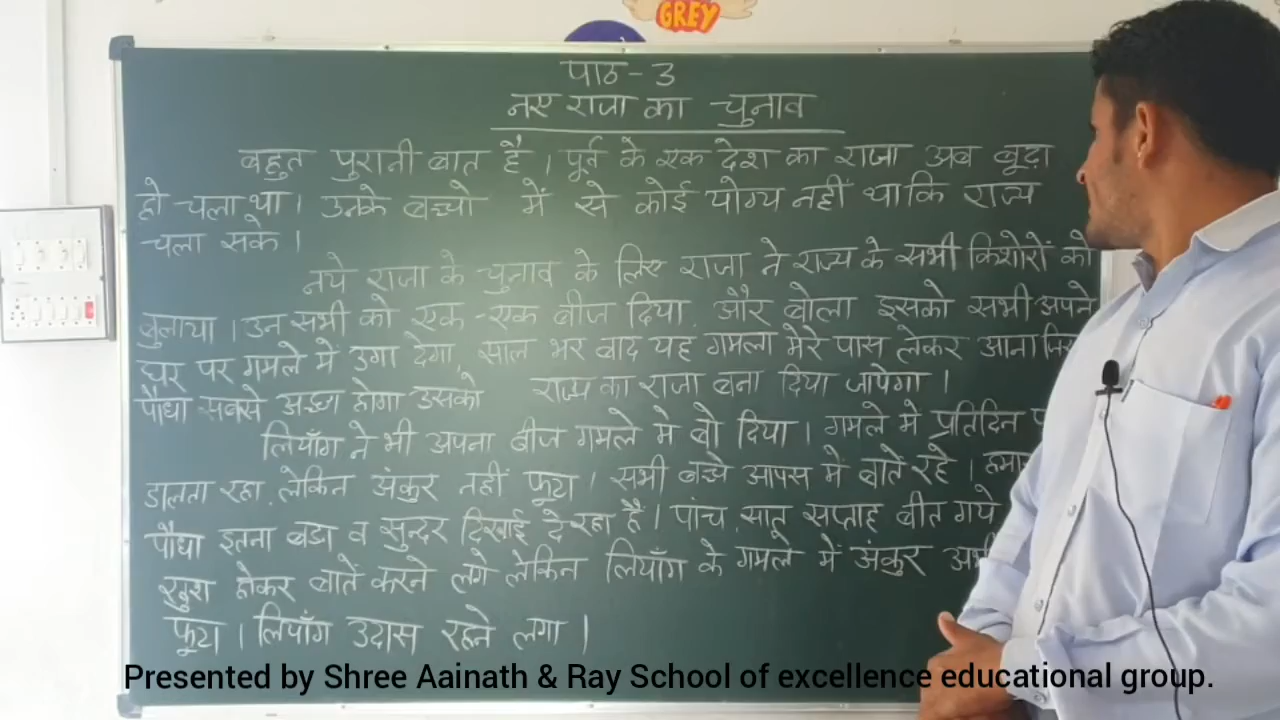 GREY
पाठ - 3
नए राजा का चुनाव
बहुत पुरानी बात है । पूर्व के एक देश का राजा अब बूढ़ा
हो चला था । उनके बच्चो में से कोई योग्य नहीं था कि राज्य
चला सके ।
नये राजा के चुनाव के लिए राजा ने राज्य के सभी किशोरों को
बुलाया । उन सभी को एक - एक बीज दिया और बोला इसको सभी अपने
घर पर गमले में उगा देगा, साल भर बाद यह गमला मेरे पास लेकर आना
पौधा सबसे अच्छा होगा उसको राज्य का राजा बना दिया जायेगा ।
लियाँग ने भी अपना बीज गमले मे बो दिया । गमले मे प्रतिदिन
डालता रहा, लेकिन अंकुर नहीं फूटा । सभी बच्चे आपस मे बाते रहे ।
पौधा इतना बडा व सुन्दर दिखाई दे रहा है । पांच, सात सप्ताह बीत गये
खुश होकर बातें करने लगे लेकिन लियाँग के गमले में अंकुर
फूटा । लियाँग उदास रहने लगा ।
Presented by Shree Aainath & Ray School of excellence educational group.